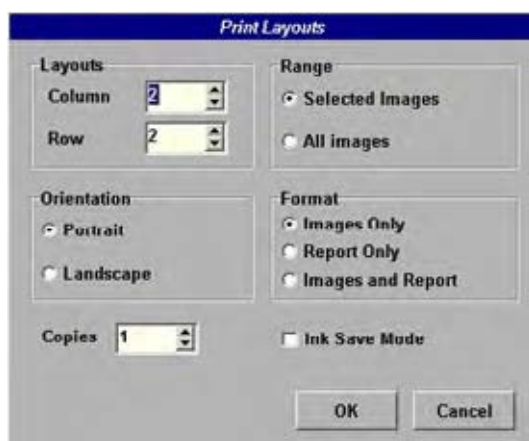 Print Layouts
Layouts
Column 2
Row 2
Range
Selected Images
All images
Orientation
Portrait
Landscape
Format
Images Only
Report Only
Images and Report
Copies 1
Ink Save Mode
OK Cancel